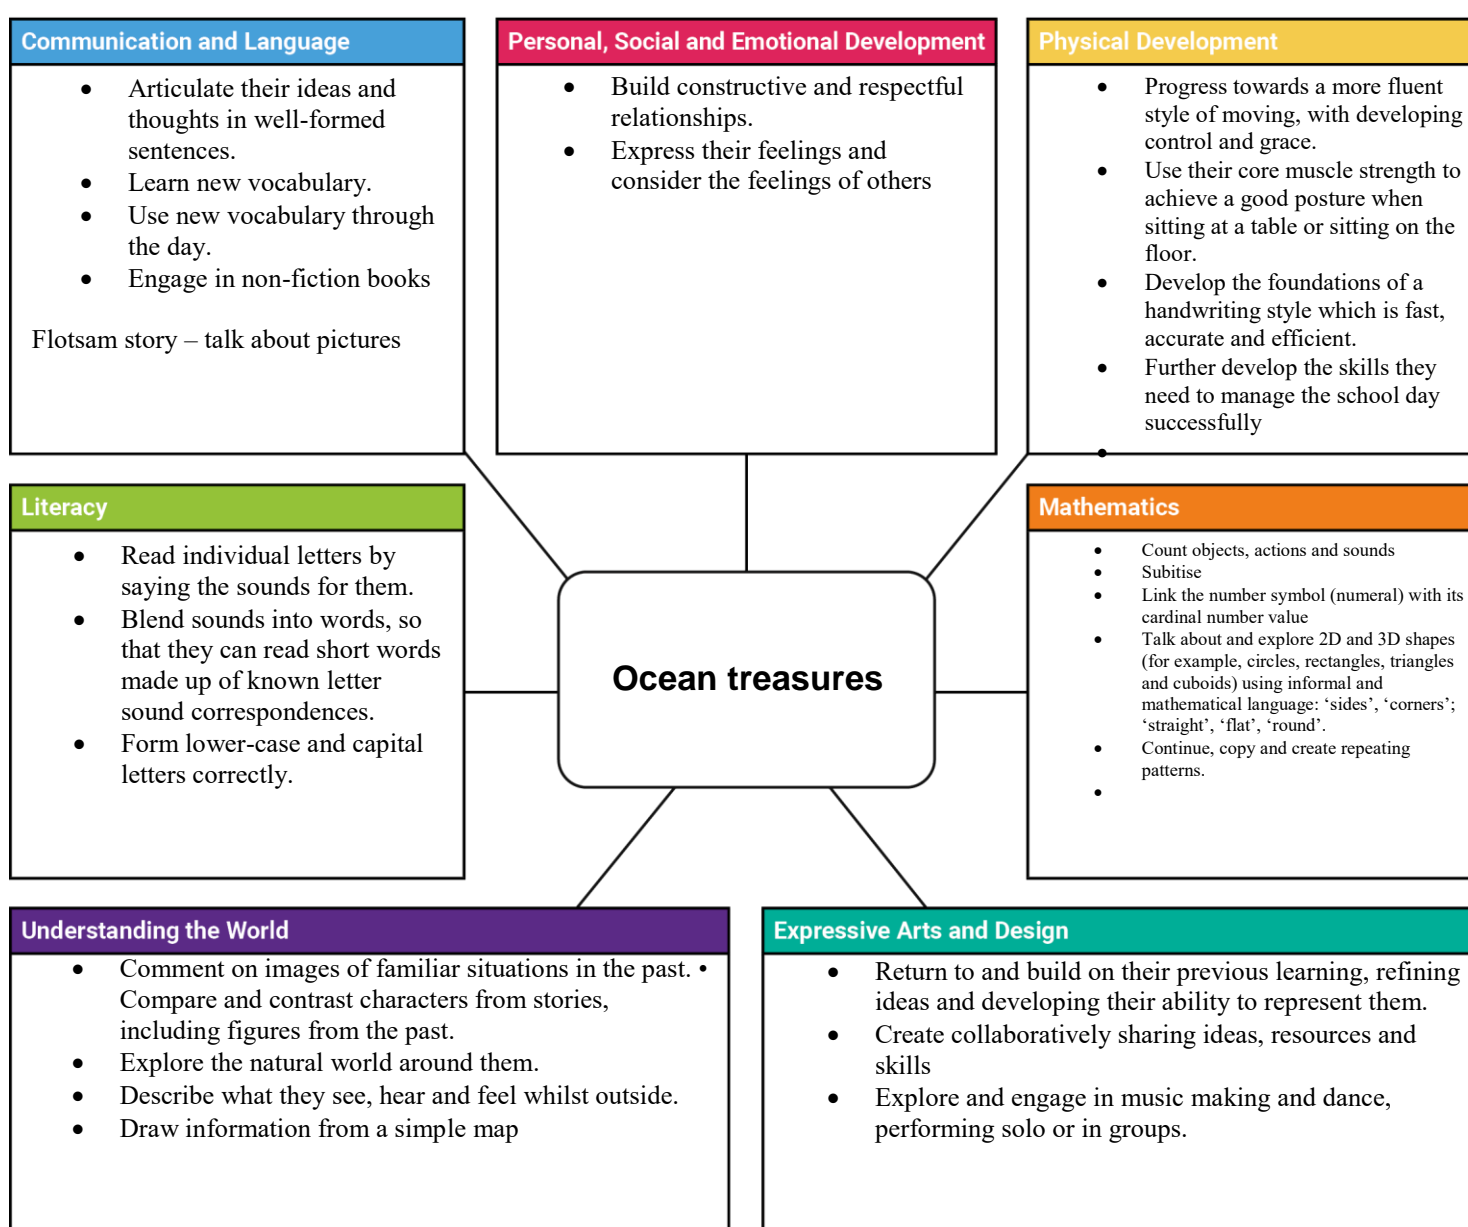 Communication and Language
• Articulate their ideas and
thoughts in well-formed
sentences.
• Learn new vocabulary.
• Use new vocabulary through
the day.
• Engage in non-fiction books
Flotsam story – talk about pictures
Personal, Social and Emotional Development
• Build constructive and respectful
relationships.
• Express their feelings and
consider the feelings of others
Physical Development
• Progress towards a more fluent
style of moving, with developing
control and grace.
• Use their core muscle strength to
achieve a good posture when
sitting at a table or sitting on the
floor.
• Develop the foundations of a
handwriting style which is fast,
accurate and efficient.
• Further develop the skills they
need to manage the school day
successfully
•
Literacy
• Read individual letters by
saying the sounds for them.
• Blend sounds into words, so
that they can read short words
made up of known letter
sound correspondences.
• Form lower-case and capital
letters correctly.
Ocean treasures
Mathematics
• Count objects, actions and sounds
• Subitise
• Link the number symbol (numeral) with its
cardinal number value
• Talk about and explore 2D and 3D shapes
(for example, circles, rectangles, triangles
and cuboids) using informal and
mathematical language: ‘sides’, ‘corners’;
‘straight’, ‘flat’, ‘round’.
• Continue, copy and create repeating
patterns.
•
Understanding the World
• Comment on images of familiar situations in the past. •
Compare and contrast characters from stories,
including figures from the past.
• Explore the natural world around them.
• Describe what they see, hear and feel whilst outside.
• Draw information from a simple map
Expressive Arts and Design
• Return to and build on their previous learning, refining
ideas and developing their ability to represent them.
• Create collaboratively sharing ideas, resources and
skills
• Explore and engage in music making and dance,
performing solo or in groups.